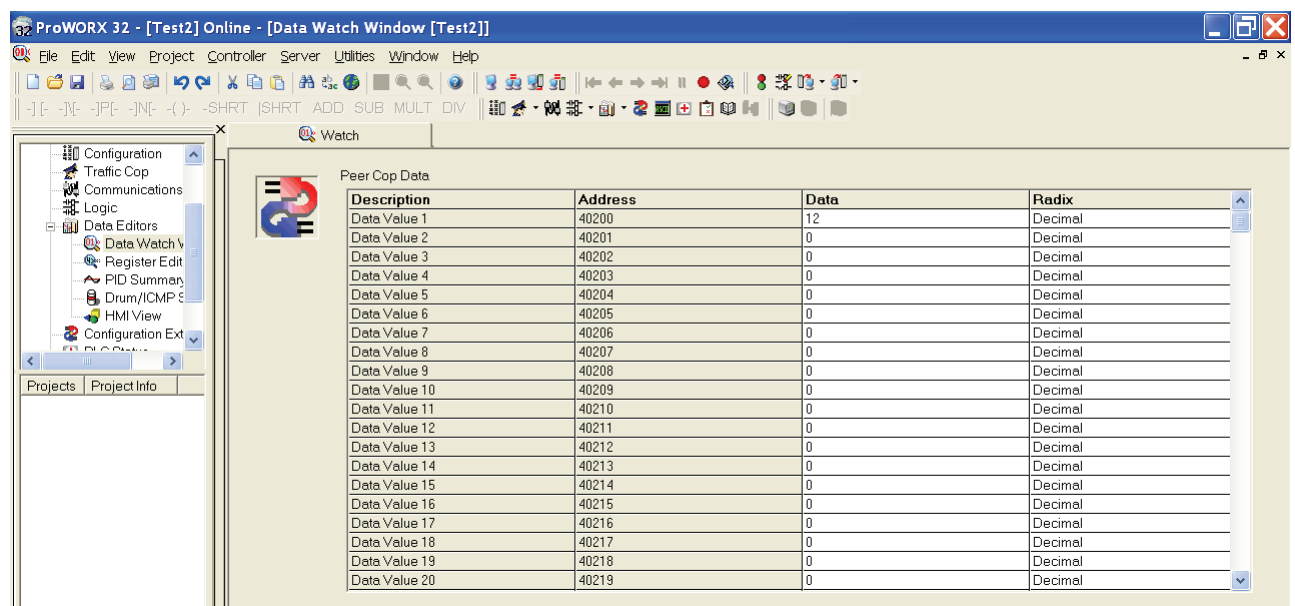 ProWORX 32 - [Test2] Online - [Data Watch Window [Test2]]
File Edit View Project Controller Server Utilities Window Help
-] [- -]\[- -]P[- -]N[- -( )- -SHRT |SHRT ADD SUB MULT DIV
Watch
Configuration
Traffic Cop
Communications
Logic
Data Editors
Data Watch
Register Edit
PID Summary
Drum/ICMP
HMI View
Configuration Ext
Projects Project Info
Peer Cop Data
Description Address Data Radix
Data Value 1 40200 12 Decimal
Data Value 2 40201 0 Decimal
Data Value 3 40202 0 Decimal
Data Value 4 40203 0 Decimal
Data Value 5 40204 0 Decimal
Data Value 6 40205 0 Decimal
Data Value 7 40206 0 Decimal
Data Value 8 40207 0 Decimal
Data Value 9 40208 0 Decimal
Data Value 10 40209 0 Decimal
Data Value 11 40210 0 Decimal
Data Value 12 40211 0 Decimal
Data Value 13 40212 0 Decimal
Data Value 14 40213 0 Decimal
Data Value 15 40214 0 Decimal
Data Value 16 40215 0 Decimal
Data Value 17 40216 0 Decimal
Data Value 18 40217 0 Decimal
Data Value 19 40218 0 Decimal
Data Value 20 40219 0 Decimal